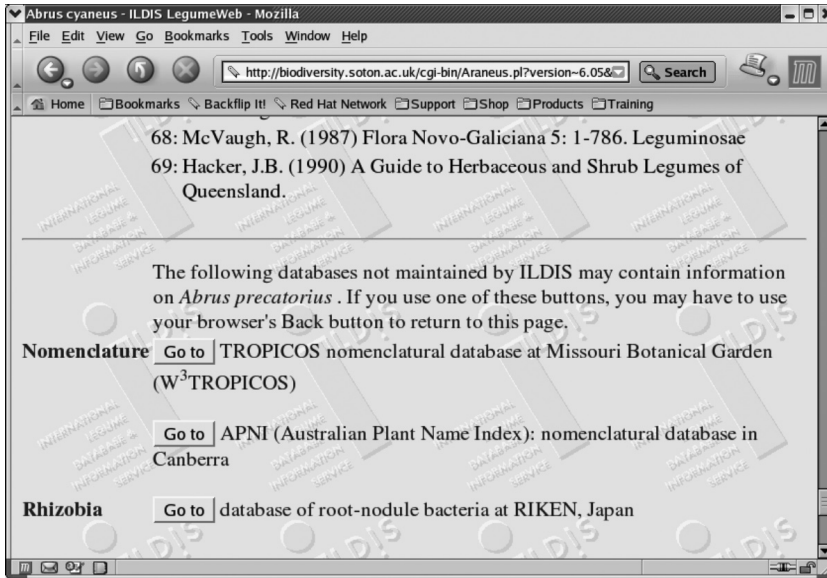 Abrus cyaneus - ILDIS LegumeWeb - Mozilla
File Edit View Go Bookmarks Tools Window Help
http://biodiversity.soton.ac.uk/cgi-bin/Araneus.pl?version~6.05& Search
Home Bookmarks Backflip It! Red Hat Network Support Shop Products Training
68: McVaugh, R. (1987) Flora Novo-Galiciana 5: 1-786. Leguminosae
69: Hacker, J.B. (1990) A Guide to Herbaceous and Shrub Legumes of
Queensland.
The following databases not maintained by ILDIS may contain information
on Abrus precatorius . If you use one of these buttons, you may have to use
your browser's Back button to return to this page.
Nomenclature Go to TROPICOS nomenclatural database at Missouri Botanical Garden
(W³TROPICOS)
Go to APNI (Australian Plant Name Index): nomenclatural database in
Canberra
Rhizobia Go to database of root-nodule bacteria at RIKEN, Japan
INTERNATIONAL
LEGUME
DATABASE &
INFORMATION
SERVICE
ILDIS